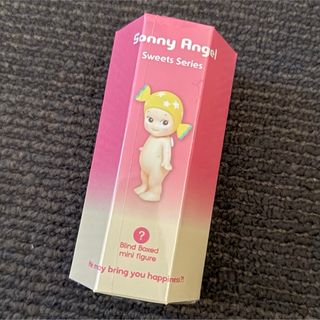 Sonny Angel
Sweets Series
?
Blind Boxed
mini figure
He may bring you happiness?!